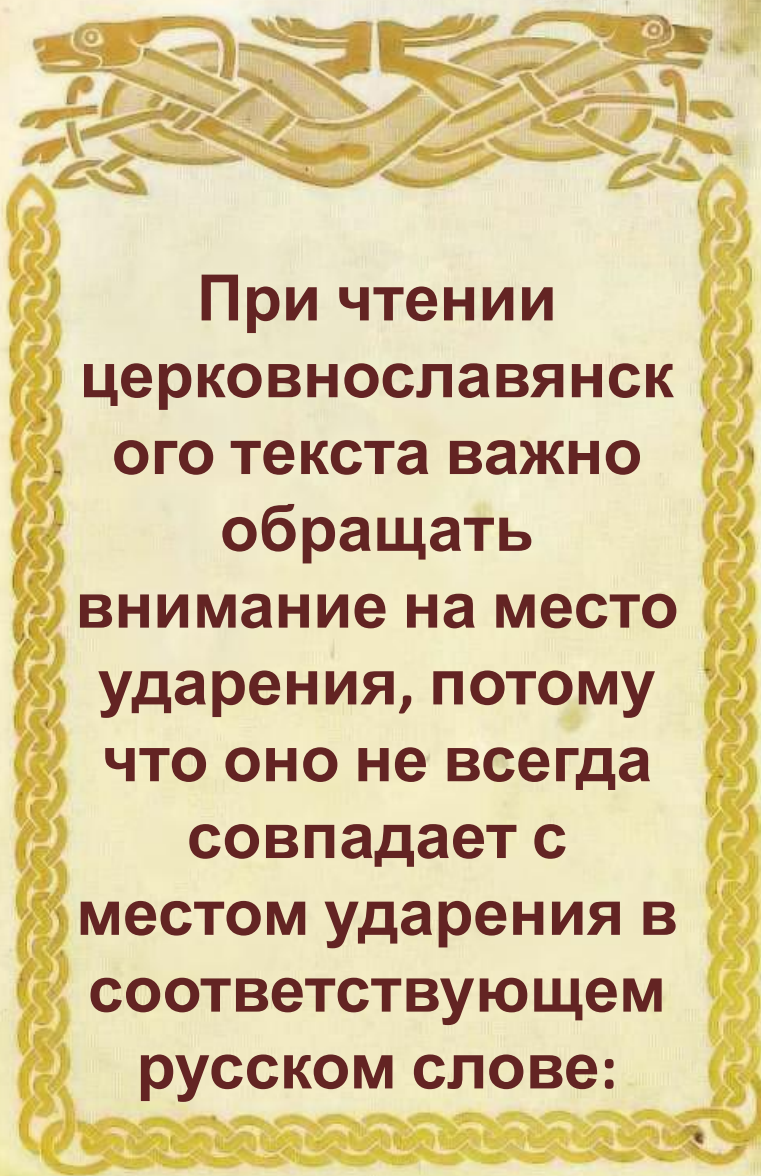 При чтении
церковнославянск
ого текста важно
обращать
внимание на место
ударения, потому
что оно не всегда
совпадает с
местом ударения в
соответствующем
русском слове: